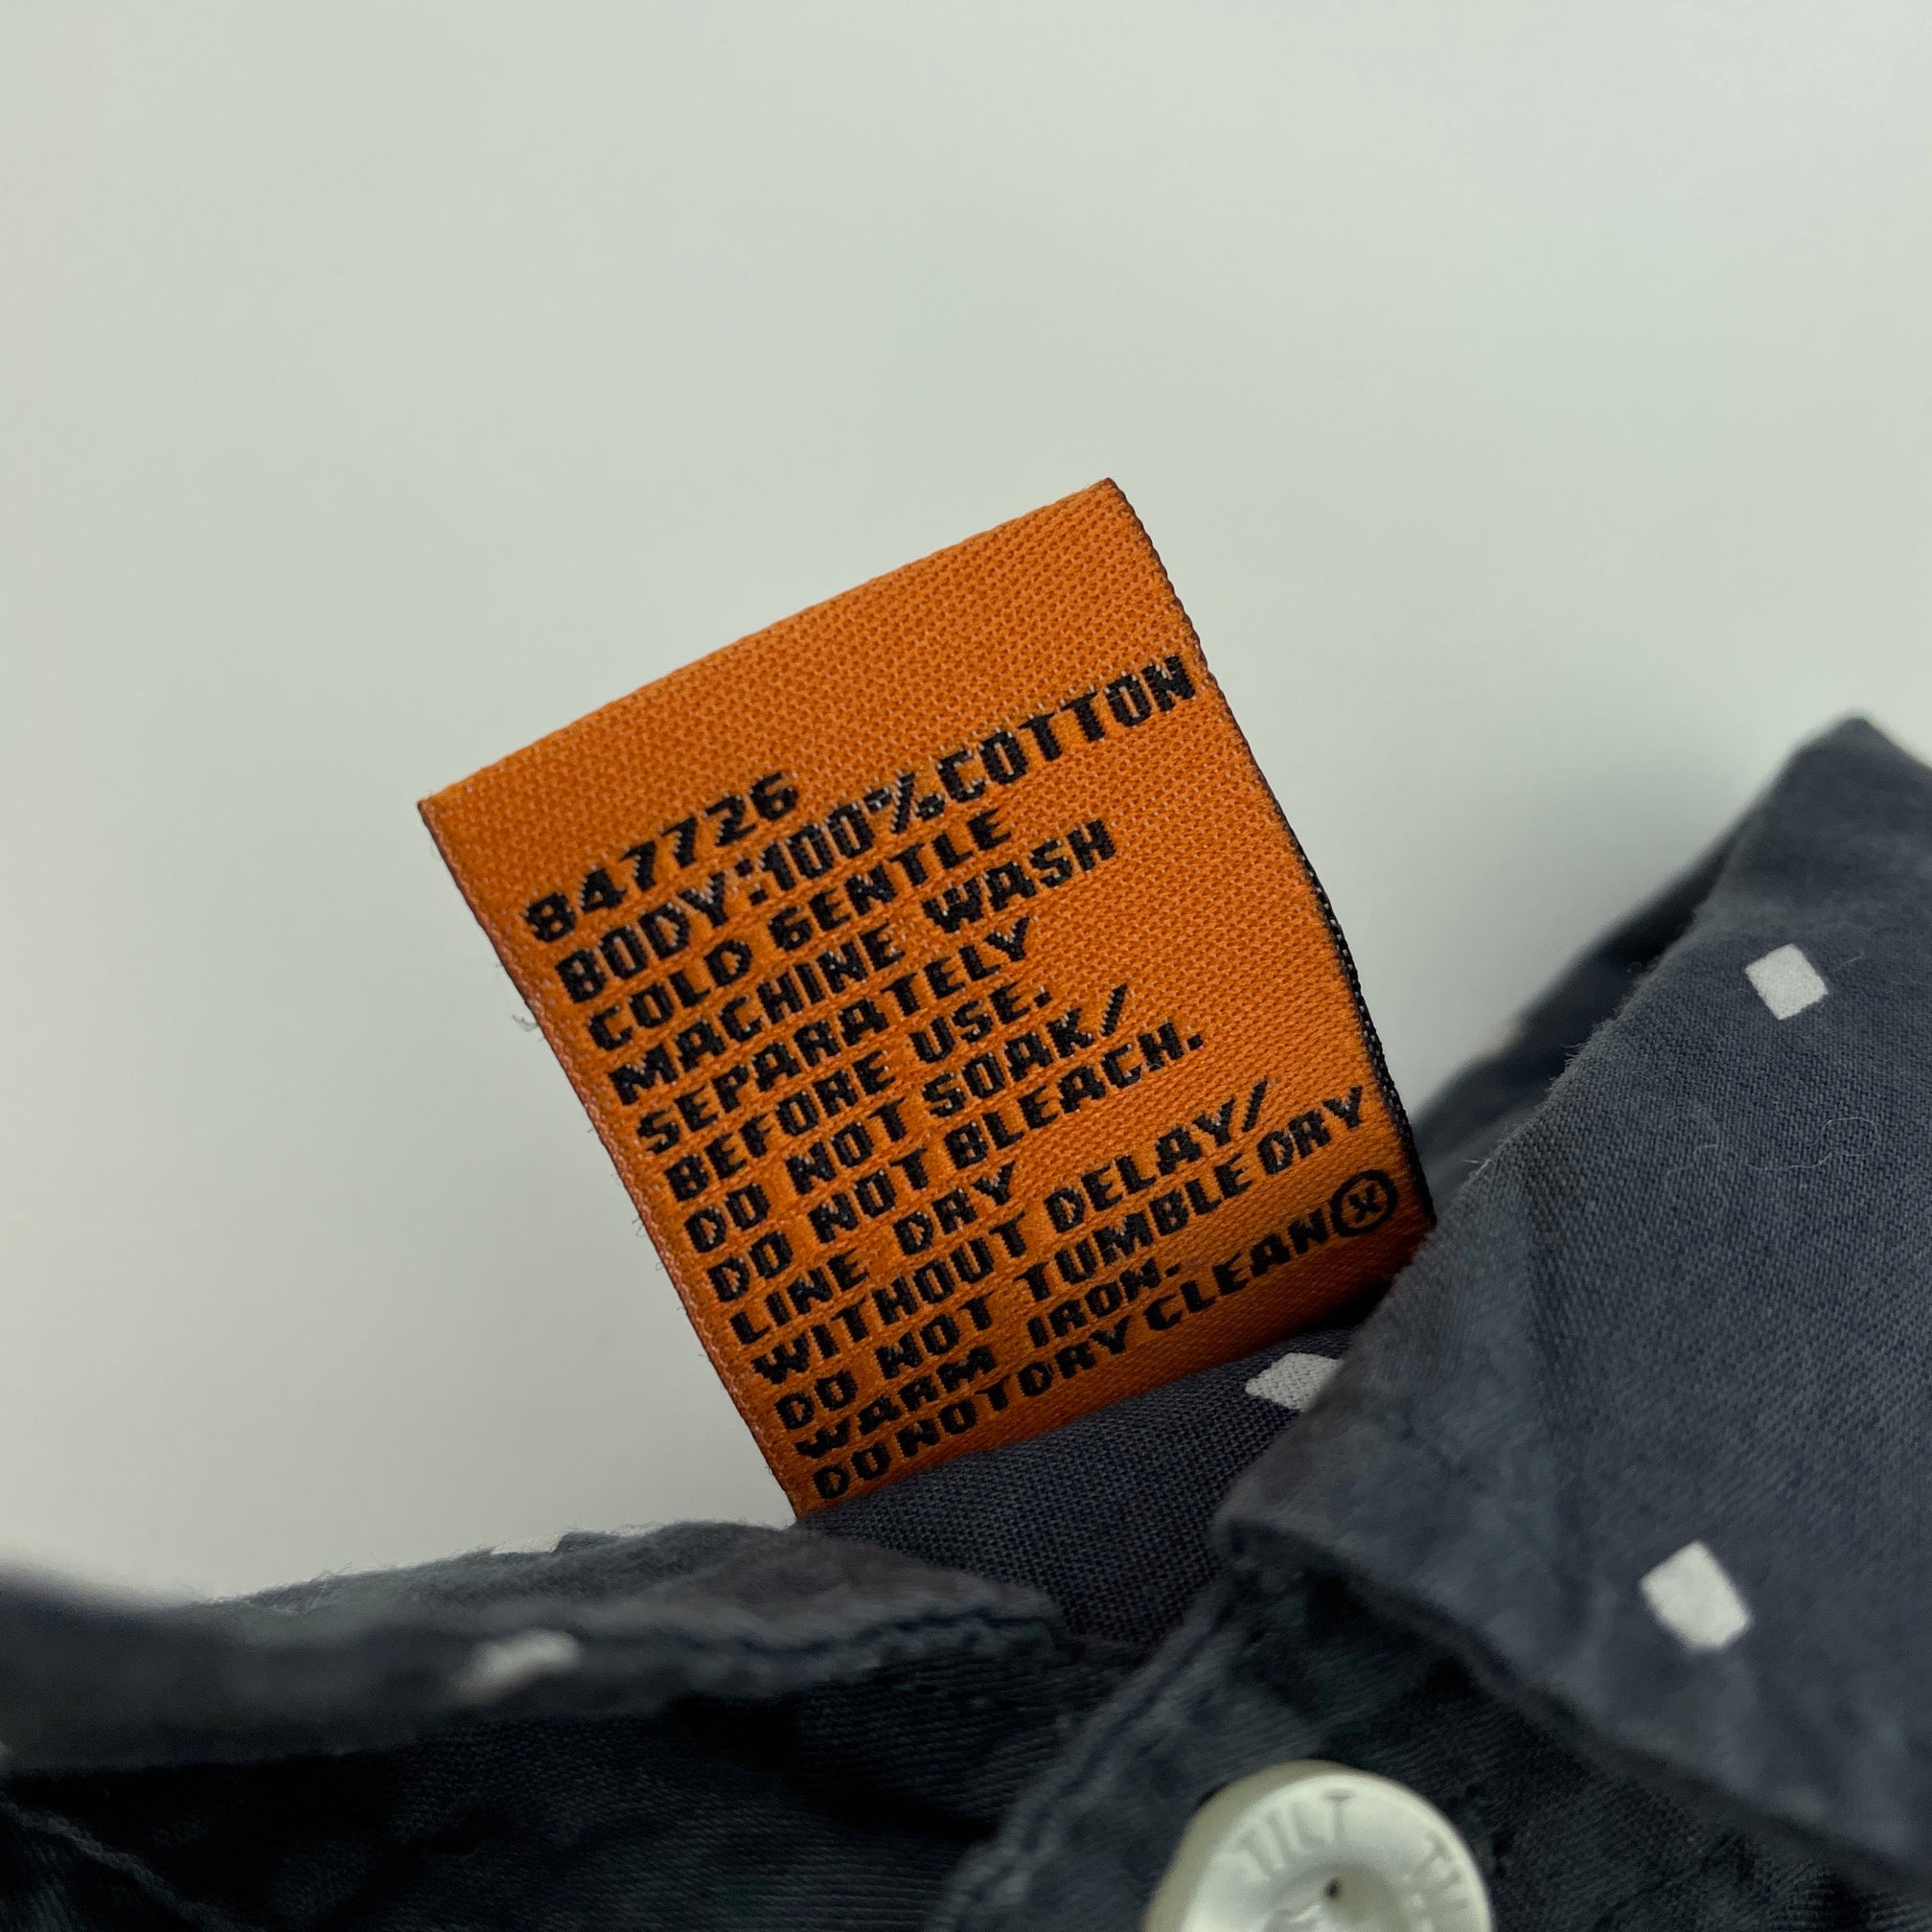 847726
BODY:100%COTTON
COLD GENTLE
MACHINE WASH
SEPARATELY
BEFORE USE.
DO NOT SOAK/
DO NOT BLEACH.
LINE DRY
WITHOUT DELAY/
DO NOT TUMBLE DRY
WARM IRON.
DO NOT DRY CLEAN Ⓧ
TILT